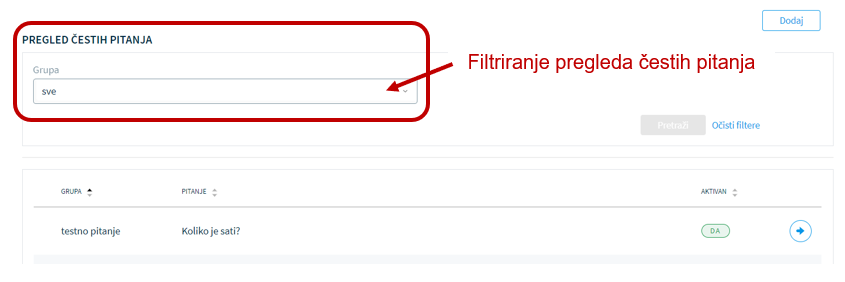 Dodaj
PREGLED ČESTIH PITANJA
Grupa
Filtriranje pregleda čestih pitanja
sve
Pretraži Očisti filtere
GRUPA PITANJE AKTIVAN
testno pitanje Koliko je sati? DA